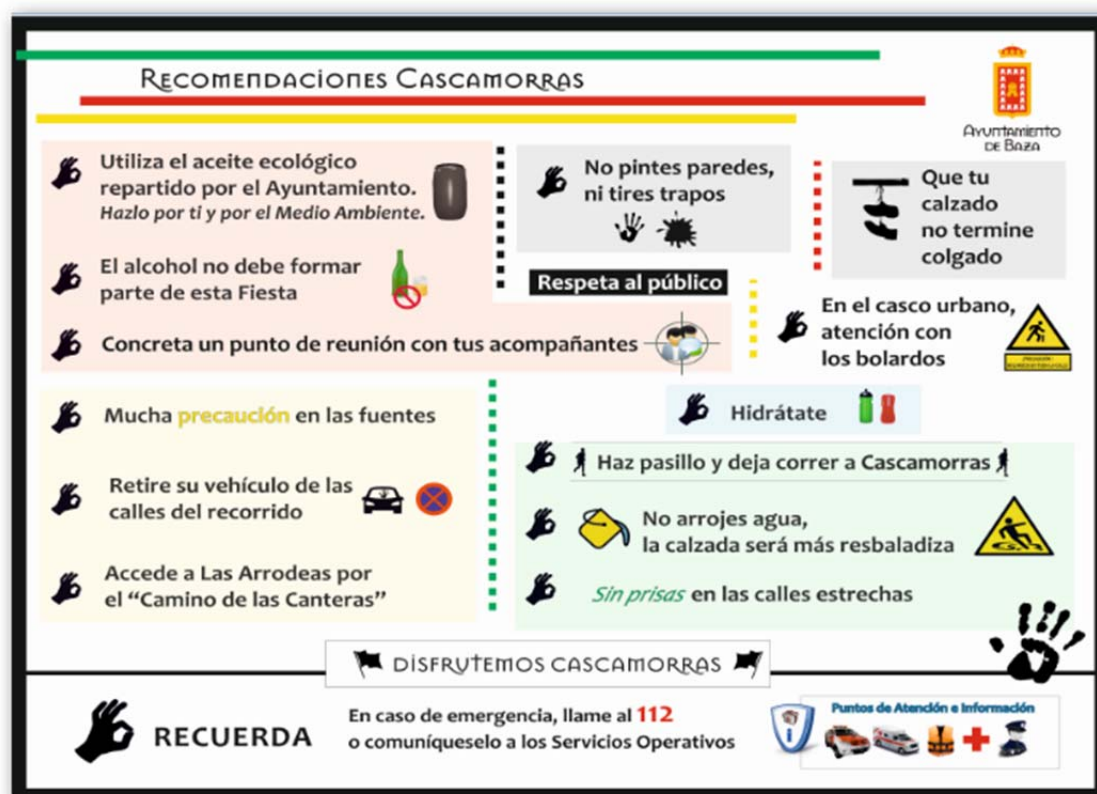 RECOMENDACIONES CASCAMORRAS
AYUNTAMIENTO
DE BAZA
Utiliza el aceite ecológico
repartido por el Ayuntamiento.
Hazlo por ti y por el Medio Ambiente.
El alcohol no debe formar
parte de esta Fiesta
Concreta un punto de reunión con tus acompañantes
No pintes paredes,
ni tires trapos
Respeta al público
Que tu
calzado
no termine
colgado
En el casco urbano,
atención con
los bolardos
Mucha precaución en las fuentes
Retire su vehículo de las
calles del recorrido
Accede a Las Arrodeas por
el “Camino de las Canteras”
Hidrátate
Haz pasillo y deja correr a Cascamorras
No arrojes agua,
la calzada será más resbaladiza
Sin prisas en las calles estrechas
DISFRUTEMOS CASCAMORRAS
RECUERDA
En caso de emergencia, llame al 112
o comuníqueselo a los Servicios Operativos
Puntos de Atención e Información
i